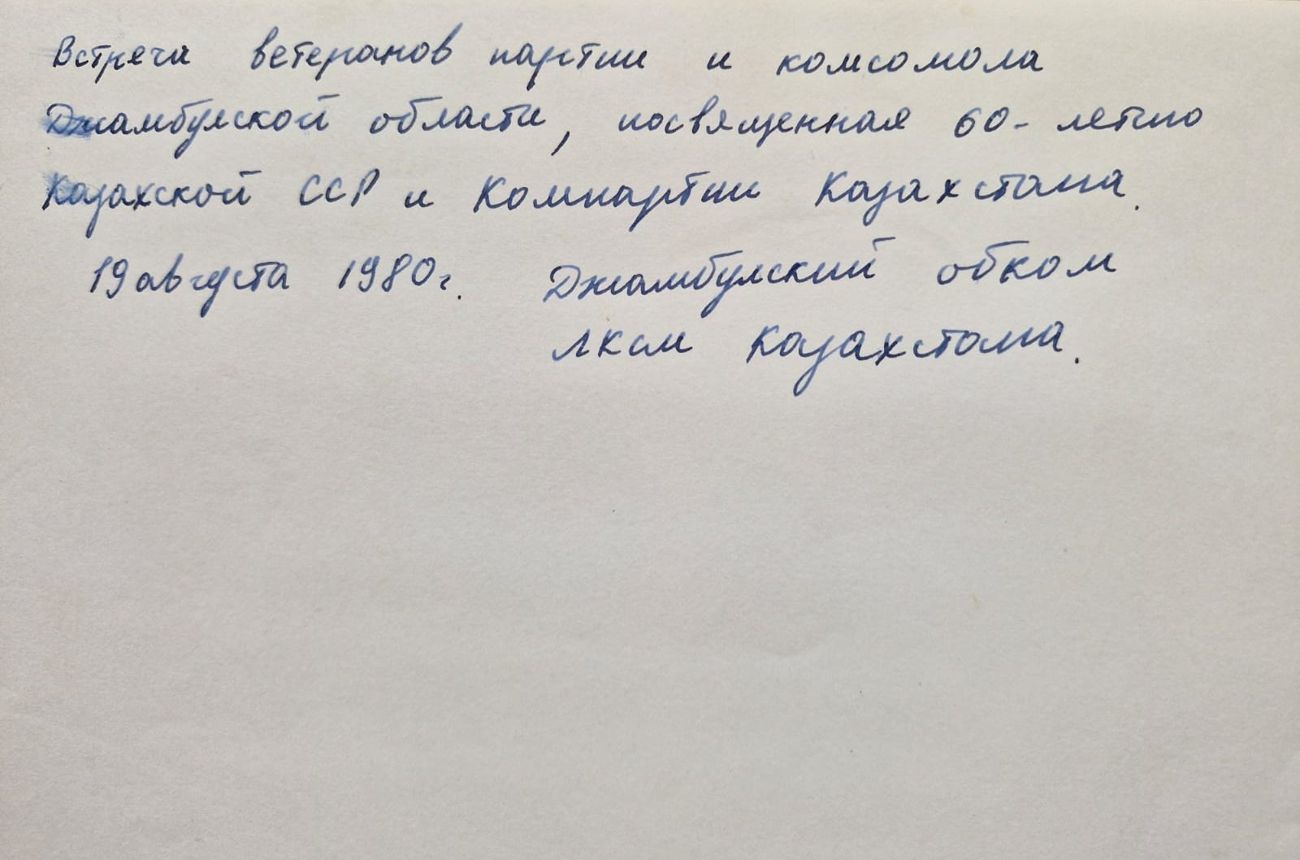 Встреча ветеранов партии и комсомола
Джамбулской области, посвященная 60-летию
Казахской ССР и Компартии Казахстана.
19 августа 1980г. Джамбулский обком
ЛКСМ Казахстана.